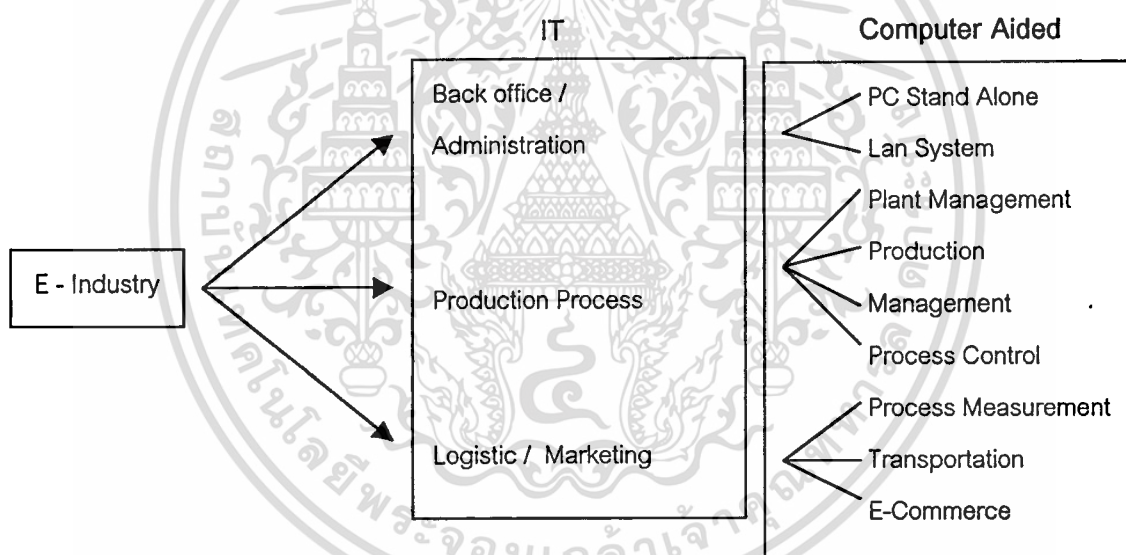 IT
Computer Aided
E - Industry
Back office /
Administration
Production Process
Logistic / Marketing
PC Stand Alone
Lan System
Plant Management
Production
Management
Process Control
Process Measurement
Transportation
E-Commerce